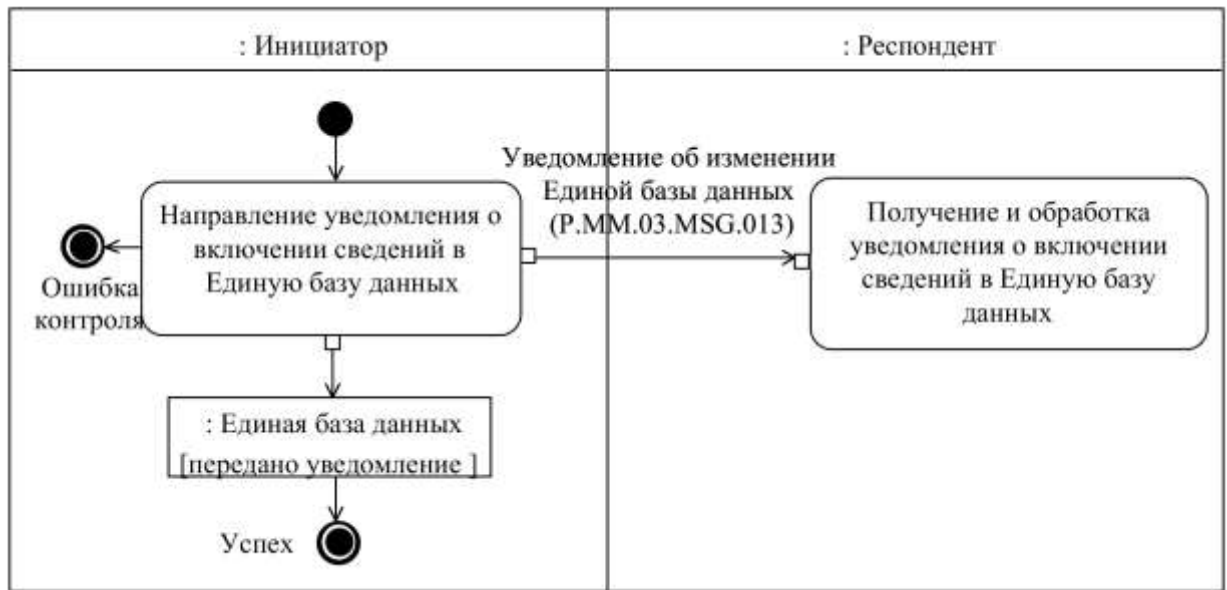 : Инициатор
: Респондент
Уведомление об изменении
Единой базы данных
(P.MM.03.MSG.013)
Направление уведомления о
включении сведений в
Единую базу данных
Получение и обработка
уведомления о включении
сведений в Единую базу
данных
Ошибка
контроля
: Единая база данных
[передано уведомление ]
Успех